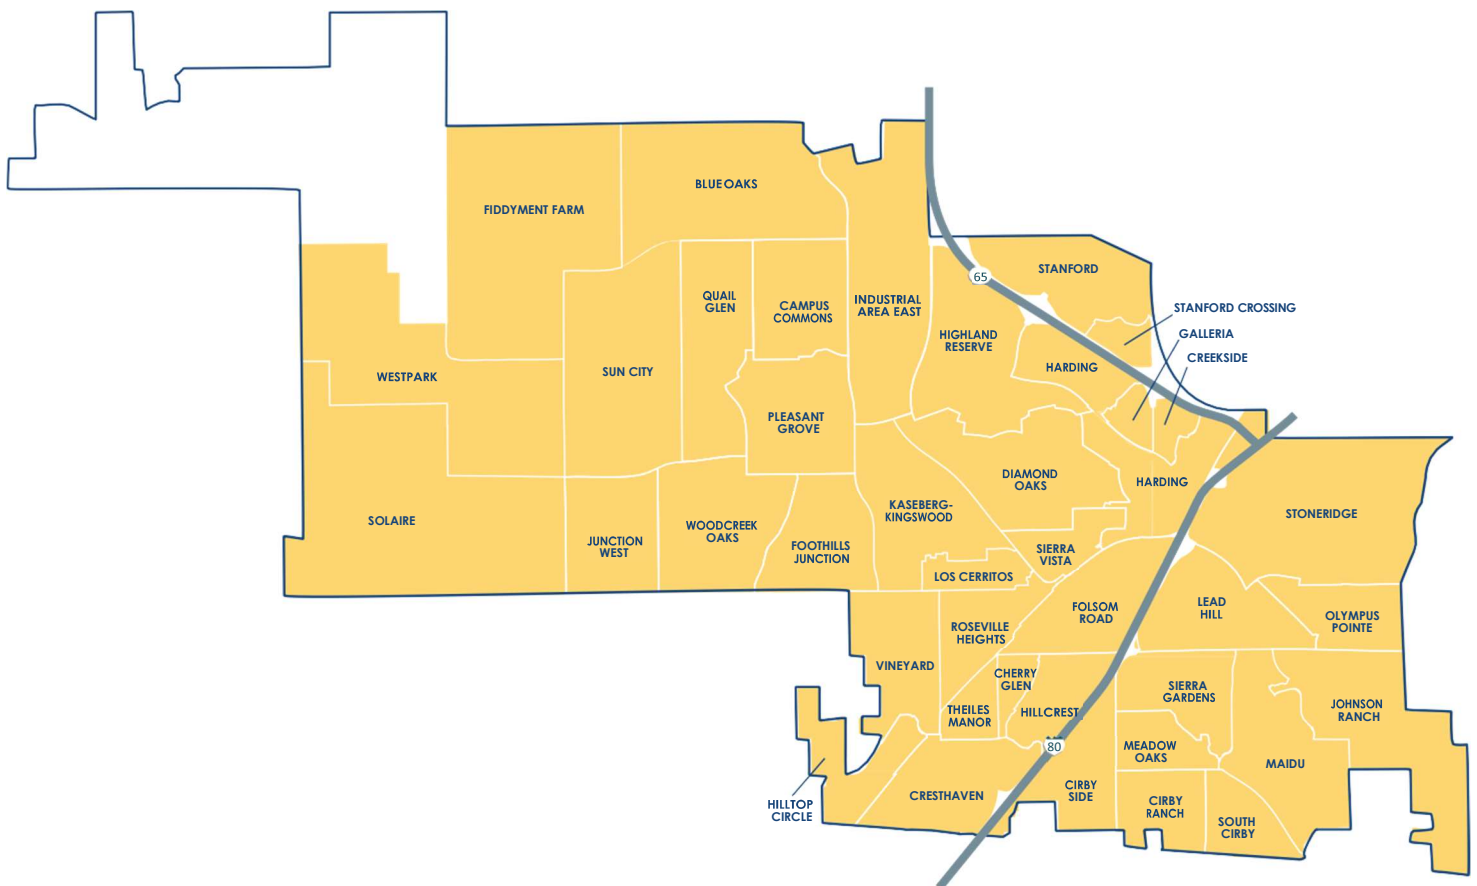 BLUE OAKS
FIDDYMENT FARM
STANFORD
65
QUAIL
GLEN
CAMPUS
COMMONS
INDUSTRIAL
AREA EAST
STANFORD CROSSING
HIGHLAND
RESERVE
GALLERIA
CREEKSIDE
HARDING
SUN CITY
WESTPARK
PLEASANT
GROVE
DIAMOND
OAKS
HARDING
KASEBERG-
KINGSWOOD
STONERIDGE
SOLAIRE
WOODCREEK
OAKS
JUNCTION
WEST
FOOTHILLS
JUNCTION
SIERRA
VISTA
LOS CERRITOS
FOLSOM
ROAD
LEAD
HILL
OLYMPUS
POINTE
ROSEVILLE
HEIGHTS
VINEYARD
CHERRY
GLEN
SIERRA
GARDENS
THEILES
MANOR
HILLCREST
JOHNSON
RANCH
80
MEADOW
OAKS
MAIDU
CIRBY
SIDE
CRESTHAVEN
HILLTOP
CIRCLE
CIRBY
RANCH
SOUTH
CIRBY